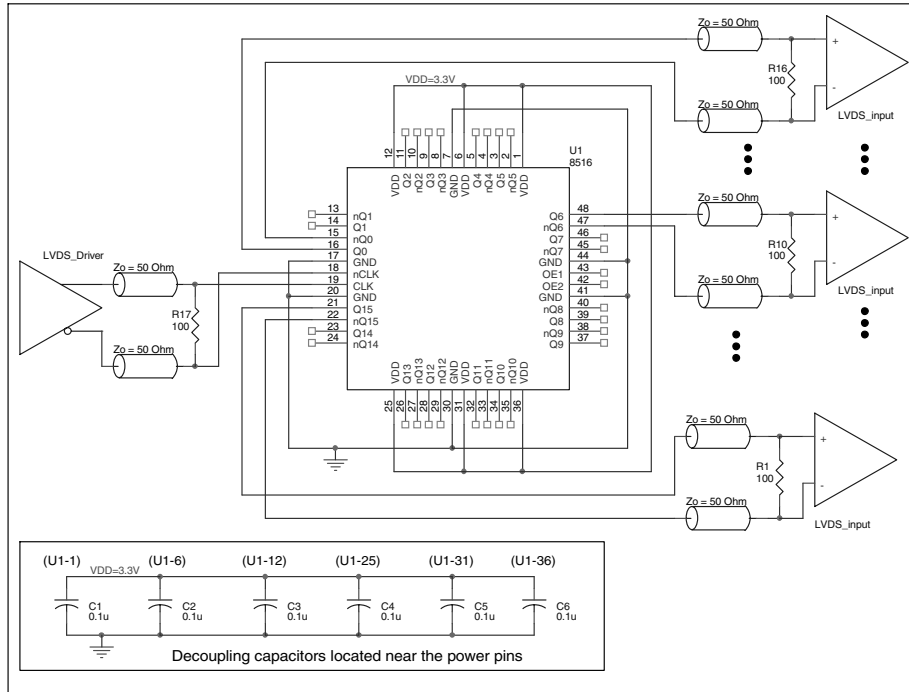 Zo = 50 Ohm
+
R16
100
-
Zo = 50 Ohm
LVDS_input
VDD=3.3V
U1
8516
12
11
10
9
8
7
6
5
4
3
2
1
VDD
Q2
nQ2
Q3
nQ3
GND
VDD
Q4
nQ4
Q5
nQ5
VDD
13 nQ1
14 Q1
15 nQ0
16 Q0
17 GND
18 nCLK
19 CLK
20 GND
21 Q15
22 nQ15
23 Q14
24 nQ14
Q6 48
nQ6 47
Q7 46
nQ7 45
GND 44
OE1 43
OE2 42
GND 41
nQ8 40
Q8 39
nQ9 38
Q9 37
VDD
Q13
nQ13
Q12
nQ12
GND
VDD
Q11
nQ11
Q10
nQ10
VDD
25
26
27
28
29
30
31
32
33
34
35
36
LVDS_Driver
Zo = 50 Ohm
R17
100
Zo = 50 Ohm
Zo = 50 Ohm
+
R10
100
-
Zo = 50 Ohm
LVDS_input
Zo = 50 Ohm
+
R1
100
-
Zo = 50 Ohm
LVDS_input
(U1-1) (U1-6) (U1-12) (U1-25) (U1-31) (U1-36)
VDD=3.3V
C1
0.1u
C2
0.1u
C3
0.1u
C4
0.1u
C5
0.1u
C6
0.1u
Decoupling capacitors located near the power pins